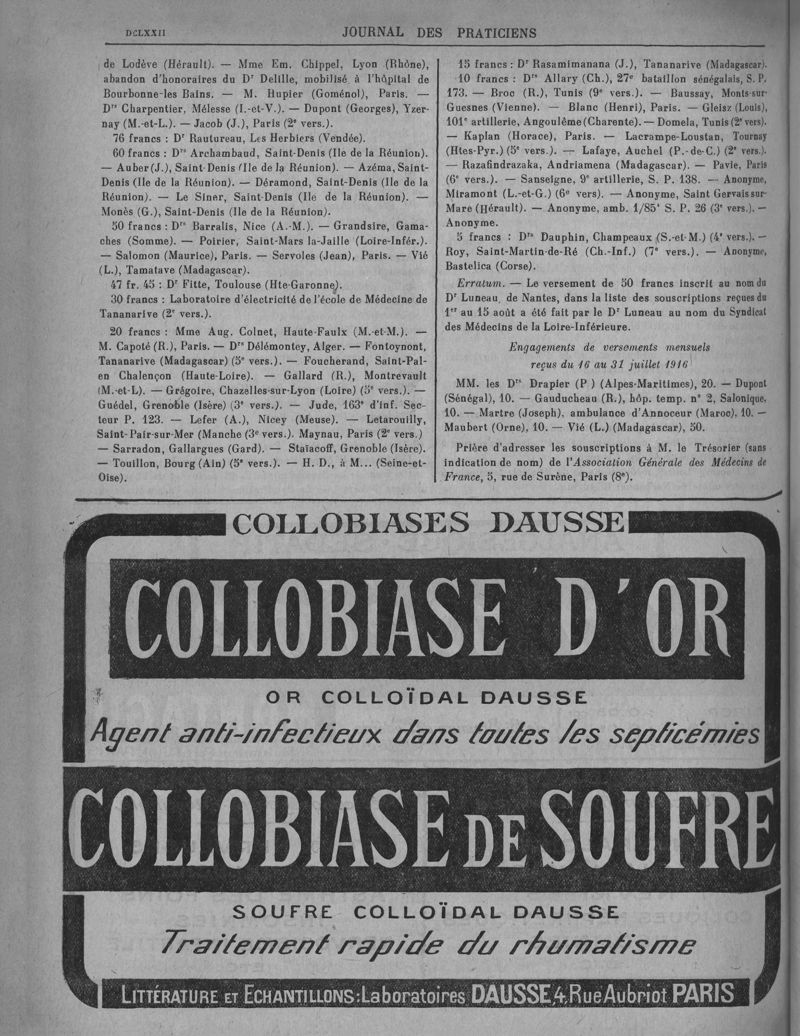 DCLXXII JOURNAL DES PRATICIENS
de Lodève (Hérault). — Mme Em. Chippel, Lyon (Rhône),
abandon d'honoraires du Dr Delille, mobilisé à l'hôpital de
Bourbonne-les Bains. — M. Hupier (Goménol), Paris. —
Drs Charpentier, Mélesse (I.-et-V.). — Dupont (Georges), Yzer-
nay (M.-et-L.). — Jacob (J.), Paris (2e vers.).
76 francs : Dr Rautureau, Les Herbiers (Vendée).
60 francs : Drs Archambaud, Saint-Denis (Ile de la Réunion).
— Auber (J.), Saint-Denis (Ile de la Réunion). — Azéma, Saint-
Denis (Ile de la Réunion). — Déramond, Saint-Denis (Ile de la
Réunion). — Le Siner, Saint-Denis (Ile de la Réunion). —
Monès (G.), Saint-Denis (Ile de la Réunion).
50 francs : Drs Barralis, Nice (A.-M.). — Grandsire, Gama-
ches (Somme). — Poirier, Saint-Mars la-Jaille (Loire-Infér.).
— Salomon (Maurice), Paris. — Servoles (Jean), Paris. — Vié
(L.), Tamatave (Madagascar).
47 fr. 45 : Dr Fitte, Toulouse (Hte-Garonne).
30 francs : Laboratoire d'électricité de l'école de Médecine de
Tananarive (2e vers.).
20 francs : Mme Aug. Colnet, Haute-Faulx (M.-et-M.). —
M. Capoté (R.), Paris. — Drs Délémontey, Alger. — Fontoynont,
Tananarive (Madagascar) (5e vers.). — Foucherand, Saint-Pal-
en Chalençon (Haute-Loire). — Gallard (R.), Montrevault
(M.-et-L). — Grégoire, Chazelles-sur-Lyon (Loire) (5e vers.). —
Guédel, Grenoble (Isère) (3e vers.). — Jude, 163e d'inf. Sec-
teur P. 123. — Lefer (A.), Nicey (Meuse). — Letarouilly,
Saint-Pair-sur-Mer (Manche (3e vers.). Maynau, Paris (2e vers.)
— Sarradon, Gallargues (Gard). — Staïacoff, Grenoble (Isère).
— Touillon, Bourg (Ain) (5e vers.). — H. D., à M... (Seine-et-
Oise).
15 francs : Dr Rasamimanana (J.), Tananarive (Madagascar).
10 francs : Drs Allary (Ch.), 27e bataillon sénégalais, S. P.
173. — Broc (R.), Tunis (9e vers.). — Baussay, Monts-sur-
Guesnes (Vienne). — Blanc (Henri), Paris. — Gleisz (Louis),
101e artillerie, Angoulême (Charente). — Domela, Tunis (2e vers).
— Kaplan (Horace), Paris. — Lacrampe-Loustan, Tournay
(Htes-Pyr.) (5e vers.). — Lafaye, Auchel (P.-de-C.) (2e vers.).
— Razafindrazaka, Andriamena (Madagascar). — Pavie, Paris
(6e vers.). — Sanseigne, 9e artillerie, S. P. 138. — Anonyme,
Miramont (L.-et-G.) (6e vers). — Anonyme, Saint Gervais sur-
Mare (Hérault). — Anonyme, amb. 1/85e S. P. 26 (3e vers.). —
Anonyme.
5 francs : Drs Dauphin, Champeaux (S.-et-M.) (4e vers.). —
Roy, Saint-Martin-de-Ré (Ch.-Inf.) (7e vers.). — Anonyme,
Bastelica (Corse).
Erratum. — Le versement de 50 francs inscrit au nom du
Dr Luneau, de Nantes, dans la liste des souscriptions reçues du
1er au 15 août a été fait par le Dr Luneau au nom du Syndicat
des Médecins de la Loire-Inférieure.
Engagements de versements mensuels
reçus du 16 au 31 juillet 1916
MM. les Drs Drapier (P ) (Alpes-Maritimes), 20. — Dupont
(Sénégal), 10. — Gauducheau (R.), hôp. temp. n° 2, Salonique,
10. — Martre (Joseph), ambulance d'Annoceur (Maroc), 10. —
Maubert (Orne), 10. — Vié (L.) (Madagascar), 50.
Prière d'adresser les souscriptions à M. le Trésorier (sans
indication de nom) de l'Association Générale des Médecins de
France, 5, rue de Surène, Paris (8e).
COLLOBIASES DAUSSE
COLLOBIASE D'OR
OR COLLOÏDAL DAUSSE
Agent anti-infectieux dans toutes les septicémies
COLLOBIASE DE SOUFRE
SOUFRE COLLOÏDAL DAUSSE
Traitement rapide du rhumatisme
LITTÉRATURE ET ECHANTILLONS: Laboratoires DAUSSE, 4, Rue Aubriot PARIS